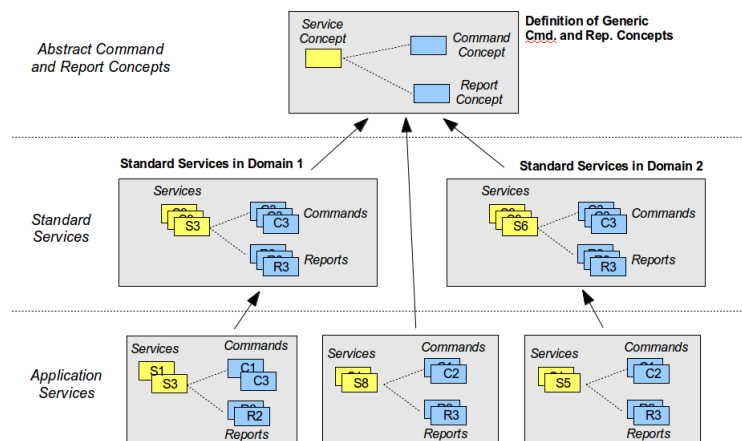 Abstract Command
and Report Concepts
Service
Concept
Command
Concept
Report
Concept
Definition of Generic
Cmd. and Rep. Concepts
Standard Services in Domain 1
Standard Services in Domain 2
Standard
Services
Services
S3
Commands
C3
Reports
R3
Services
S6
Commands
C3
Reports
R3
Application
Services
Services
S1
S3
Commands
C1
C3
R2
Reports
Services
S8
Commands
C2
R3
Reports
Services
S5
Commands
C2
R3
Reports